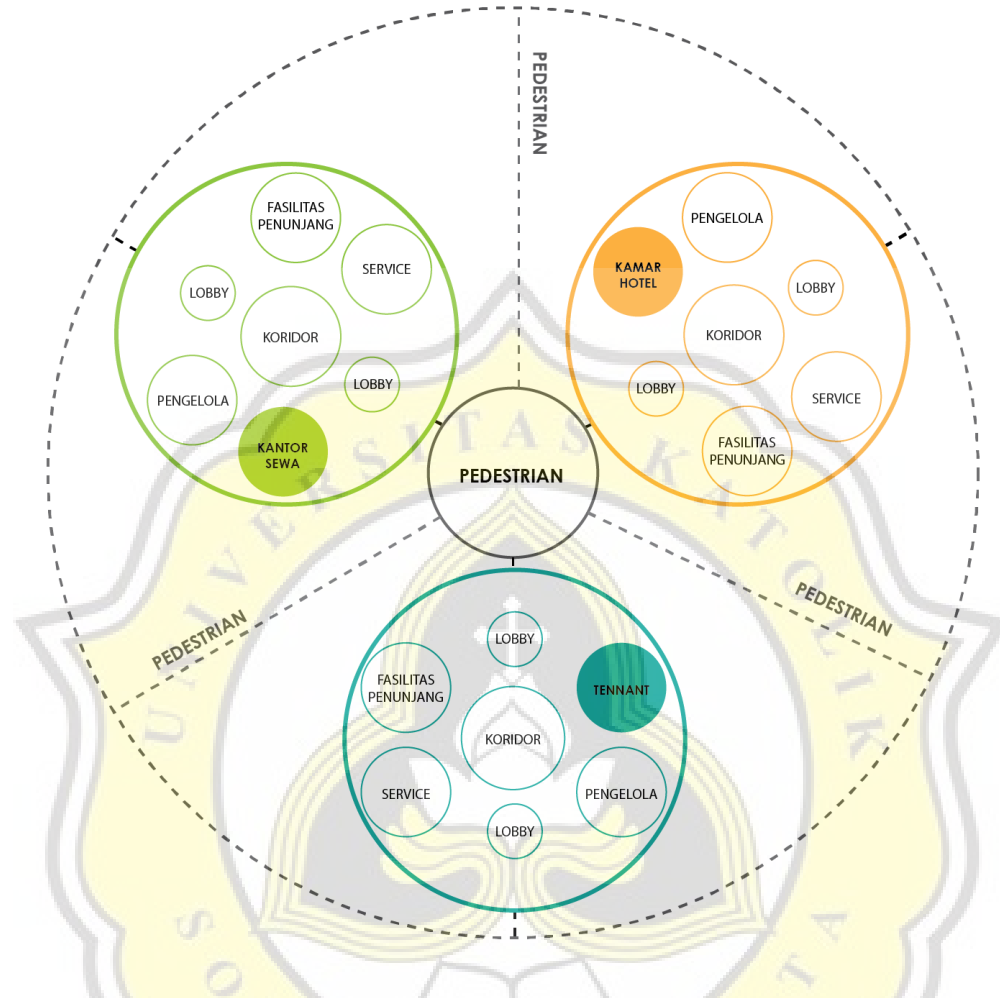 PEDESTRIAN
FASILITAS
PENUNJANG
SERVICE
LOBBY
KORIDOR
LOBBY
PENGELOLA
KANTOR
SEWA
PENGELOLA
KAMAR
HOTEL
LOBBY
KORIDOR
LOBBY
SERVICE
FASILITAS
PENUNJANG
PEDESTRIAN
PEDESTRIAN
PEDESTRIAN
LOBBY
FASILITAS
PENUNJANG
TENNANT
KORIDOR
SERVICE
PENGELOLA
LOBBY
UNIVERSITAS KATOLIK